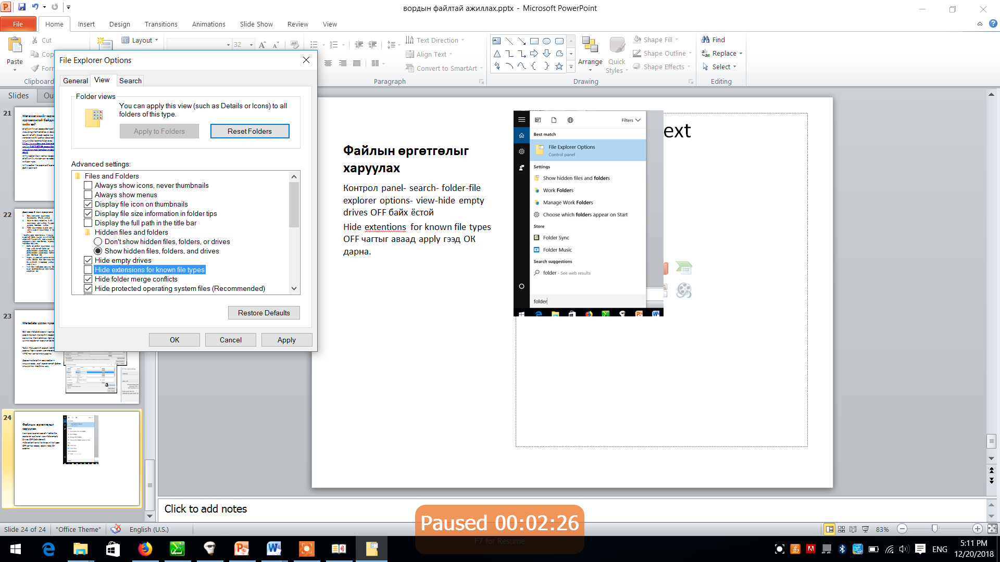 вордын файлтай ажиллах.pptx - Microsoft PowerPoint
File Home Insert Design Transitions Animations Slide Show Review View
Paste
Cut
Layout
32
Text Direction
Align Text
Convert to SmartArt
Arrange
Quick Styles
Shape Fill
Shape Outline
Shape Effects
Find
Replace
Select
Clipboard
Paragraph
Drawing
Editing
Slides
File Explorer Options
General View Search
Folder views
You can apply this view (such as Details or Icons) to all
folders of this type.
Apply to Folders Reset Folders
Advanced settings:
Files and Folders
Always show icons, never thumbnails
Always show menus
Display file icon on thumbnails
Display file size information in folder tips
Display the full path in the title bar
Hidden files and folders
Don't show hidden files, folders, or drives
Show hidden files, folders, and drives
Hide empty drives
Hide extensions for known file types
Hide folder merge conflicts
Hide protected operating system files (Recommended)
Restore Defaults
OK Cancel Apply
21
22
23
24
Файлын өргөтгөлыг
харуулах
Контрол panel- search- folder-file
explorer options- view-hide empty
drives OFF байх ёстой
Hide extentions for known file types
OFF чагтыг аваад apply гээд ОК
дарна.
Filters
Best match
File Explorer Options
Control panel
Settings
Show hidden files and folders
Work Folders
Manage Work Folders
Choose which folders appear on Start
Store
Folder Sync
Folder Music
Search suggestions
folder - See web results
folder
ext
Click to add notes
Paused 00:02:26
F7 for Resume
Slide 24 of 24 "Office Theme" English (U.S.)
83%
ENG
5:11 PM
12/20/2018